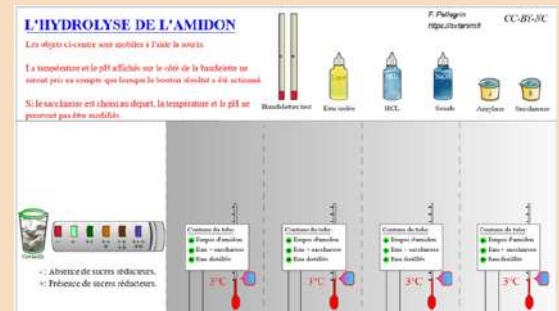 L'HYDROLYSE DE L'AMIDON
F. Pellegrin
https://svtanim.fr
CC-BY-NC
Les objets ci-contre sont mobiles à l'aide la souris.
La température et le pH affichés sur le côté de la bandelette ne
seront pris en compte que lorsque le bouton résultat a été actionné.
Si le saccharose est choisi au départ, la température et le pH ne
pourront pas être modifiés.
Bandelette test
Eau iodée
HCL
Soude
Amylase
Saccharase
Contenu du tube:
Empois d'amidon
Eau + saccharose
Eau distillée
3°C
Contenu du tube:
Empois d'amidon
Eau + saccharose
Eau distillée
3°C
Contenu du tube:
Empois d'amidon
Eau + saccharose
Eau distillée
3°C
Contenu du tube:
Empois d'amidon
Eau + saccharose
Eau distillée
3°C
-: Absence de sucres réducteurs.
+: Présence de sucres réducteurs.